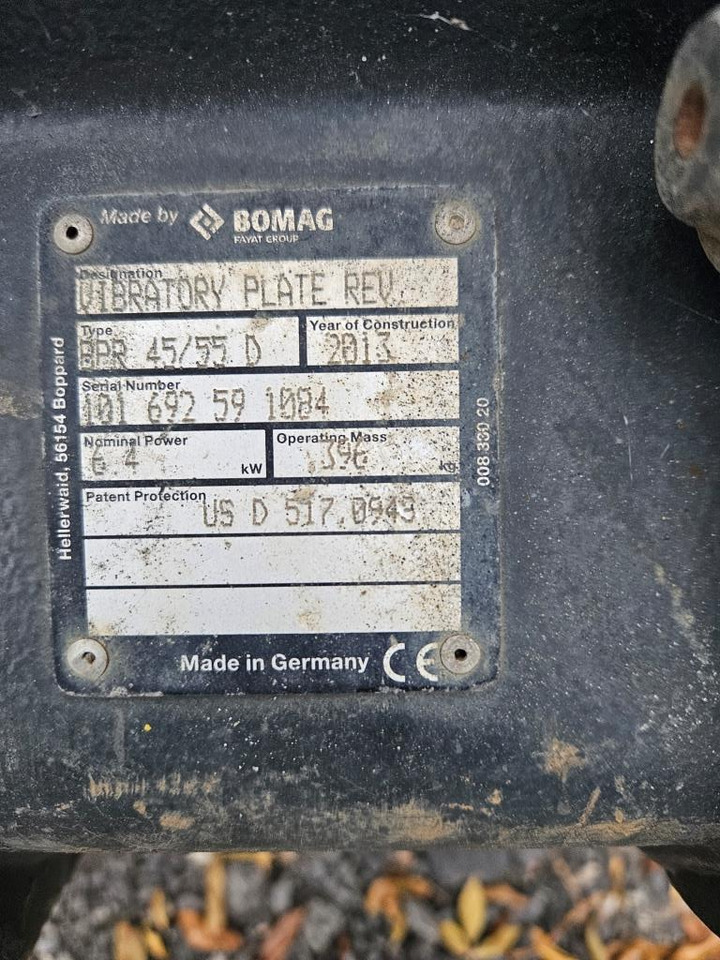 Made by BOMAG
FAYAT GROUP
Designation
VIBRATORY PLATE REV.
Type
BPR 45/55 D
Year of Construction
2013
Serial Number
101 692 59 1084
Nominal Power
6 4 kW
Operating Mass
396 kg
Patent Protection
US D 517.094S
Made in Germany CE
Hellerwald, 56154 Boppard
008 330 20